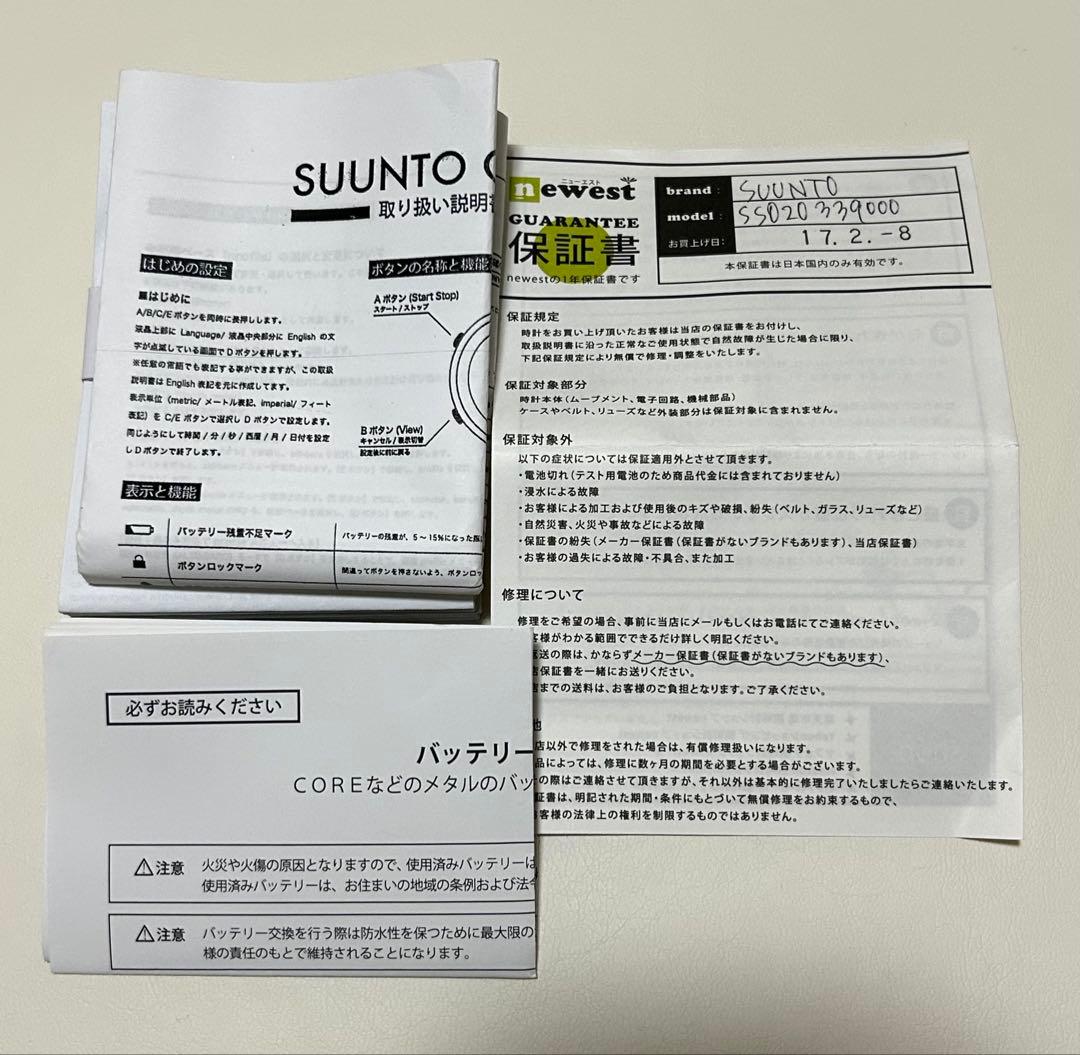 SUUNTO
取り扱い説明書
はじめの設定
■はじめに
A/B/C/Eボタンを同時に長押しします。
液晶上部に Language/ 液晶中央部分に English の文
字が点滅している画面でDボタンを押します。
※任意の言語でも表記する事ができますが、この取扱
説明書は English 表記を元に作成してます。
表示単位（metric/ メートル表記、imperial/ フィート
表記）を C/E ボタンで選択し D ボタンで設定します。
同じようにして時間 / 分 / 秒 / 西暦 / 月 / 日付を設定
しDボタンで終了します。
ボタンの名称と機能
Aボタン (Start Stop)
スタート / ストップ
Bボタン (View)
キャンセル / 表示切替
設定後に前に戻る
表示と機能
バッテリー残量不足マーク
バッテリーの残量が、5～15%になった際に
ボタンロックマーク
間違ってボタンを押さないよう、ボタンロッ
必ずお読みください
バッテリー
COREなどのメタルのバッ
⚠注意 火災や火傷の原因となりますので、使用済みバッテリーは
使用済みバッテリーは、お住まいの地域の条例および法令
⚠注意 バッテリー交換を行う際は防水性を保つために最大限の
様の責任のもとで維持されることになります。
ニューエスト
newest
GUARANTEE
保証書
newestの1年保証書です
brand: SUUNTO
model: SS020339000
お買上げ日: 17.2.-8
本保証書は日本国内のみ有効です。
保証規定
時計をお買い上げ頂いたお客様は当店の保証書をお付けし、
取扱説明書に沿った正常なご使用状態で自然故障が生じた場合に限り、
下記保証規定により無償で修理・調整をいたします。
保証対象部分
時計本体（ムーブメント、電子回路、機械部品）
ケースやベルト、リューズなど外装部分は保証対象に含まれません。
保証対象外
以下の症状については保証適用外とさせて頂きます。
・電池切れ（テスト用電池のため商品代金には含まれておりません）
・浸水による故障
・お客様による加工および使用後のキズや破損、紛失（ベルト、ガラス、リューズなど）
・自然災害、火災や事故などによる故障
・保証書の紛失（メーカー保証書（保証書がないブランドもあります）、当店保証書）
・お客様の過失による故障・不具合、また加工
修理について
修理をご希望の場合、事前に当店にメールもしくはお電話にてご連絡ください。
客様がわかる範囲でできるだけ詳しく明記ください。
送の際は、かならずメーカー保証書（保証書がないブランドもあります）、
店保証書を一緒にお送りください。
店までの送料は、お客様のご負担となります。ご了承ください。
他
店以外で修理をされた場合は、有償修理扱いになります。
品によっては、修理に数ヶ月の期間を必要とする場合がございます。
の際はご連絡させて頂きますが、それ以外は基本的に修理完了いたしましたらご連絡いたします。
証書は、明記された期間・条件にもとづいて無償修理をお約束するもので、
客様の法律上の権利を制限するものではありません。